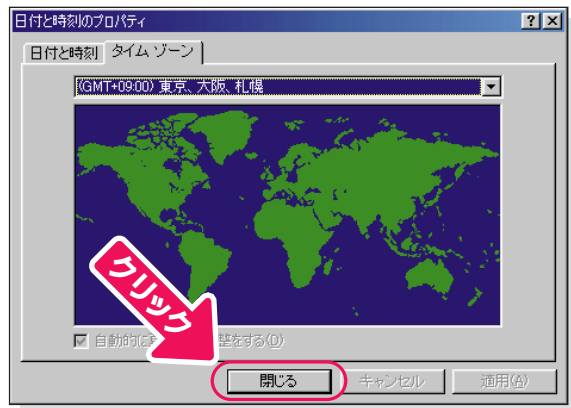 日付と時刻のプロパティ
日付と時刻 タイム ゾーン
(GMT+09:00) 東京、大阪、札幌
クリック
自動的に 整をする(D)
閉じる キャンセル 適用(A)